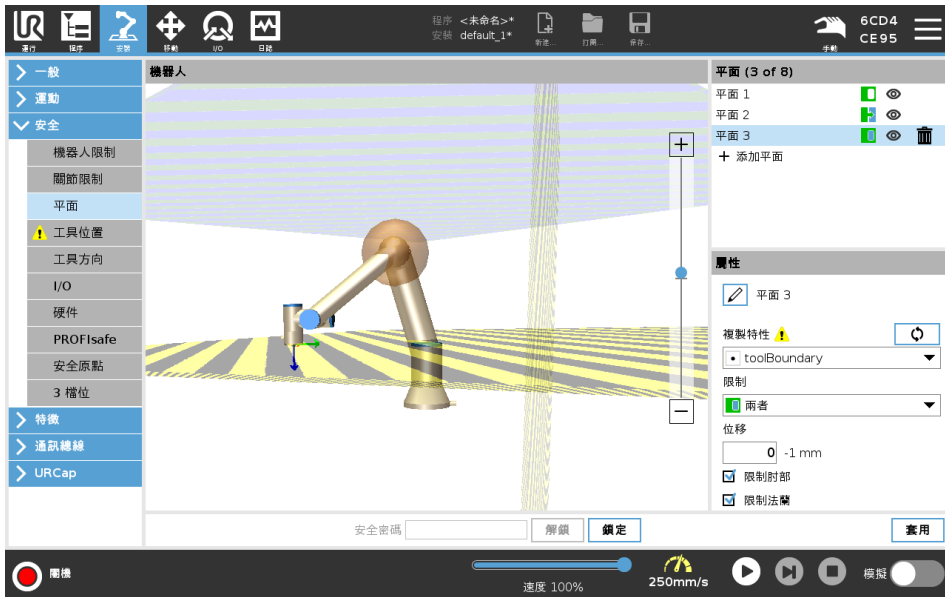 UR
運行
程序
安裝
移動
I/O
日誌
程序 <未命名>*
安裝 default_1*
新建...
打開...
保存...
手動
6CD4
CE95
一般
運動
安全
機器人限制
關節限制
平面
工具位置
工具方向
I/O
硬件
PROFIsafe
安全原點
3 檔位
特徵
通訊總線
URCap
機器人
平面 (3 of 8)
平面 1
平面 2
平面 3
添加平面
屬性
平面 3
複製特性
toolBoundary
限制
兩者
位移
0 -1 mm
限制肘部
限制法蘭
安全密碼
解鎖
鎖定
套用
關機
速度 100%
250mm/s
模擬